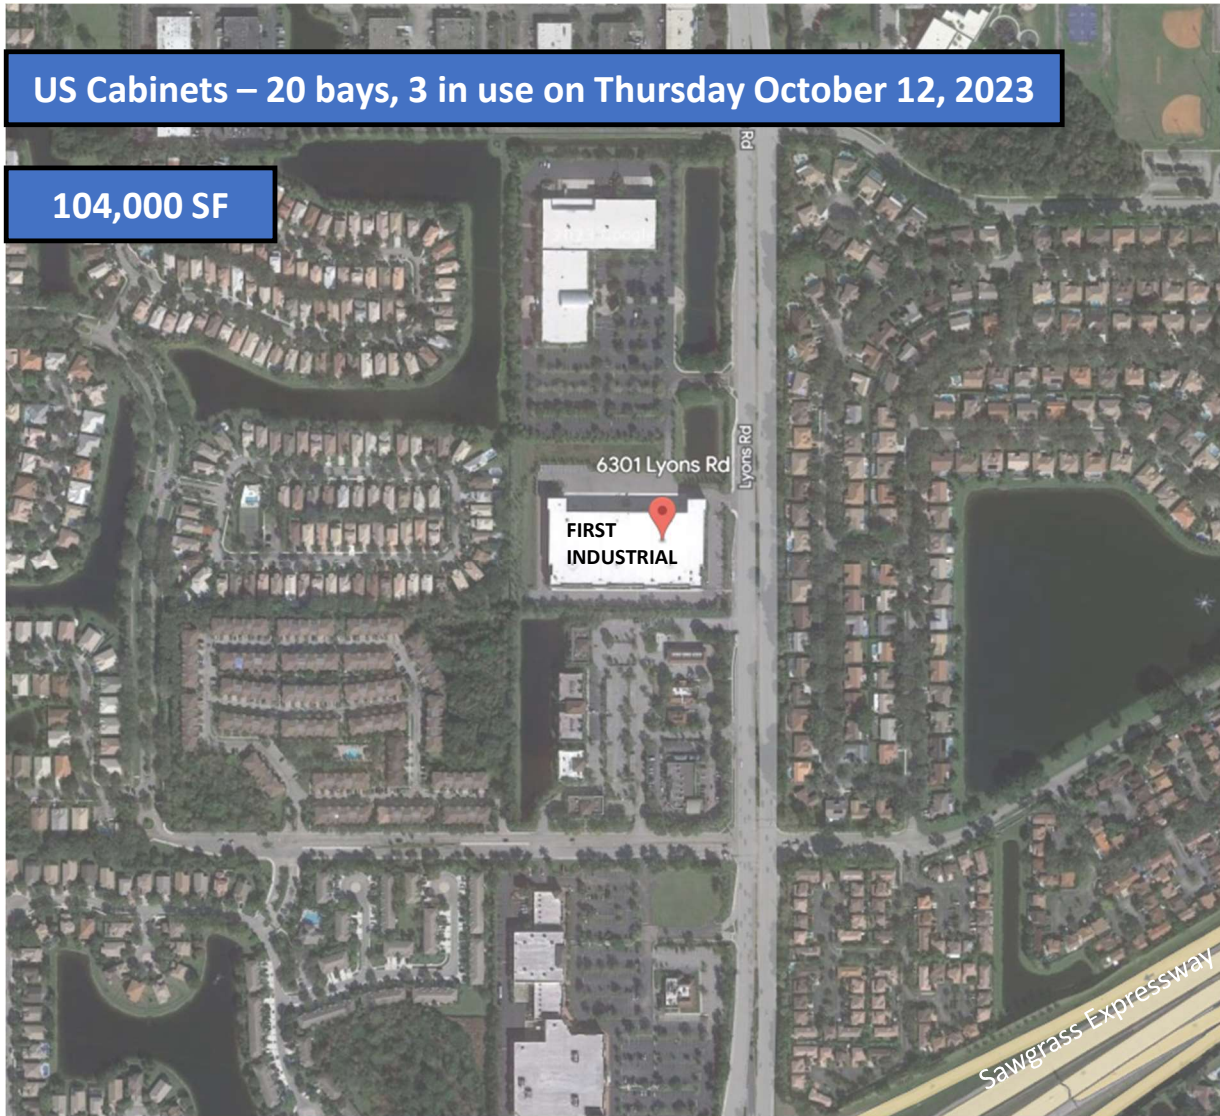 US Cabinets – 20 bays, 3 in use on Thursday October 12, 2023
Rd
104,000 SF
Lyons Rd
6301 Lyons Rd
FIRST
INDUSTRIAL
Sawgrass Expressway